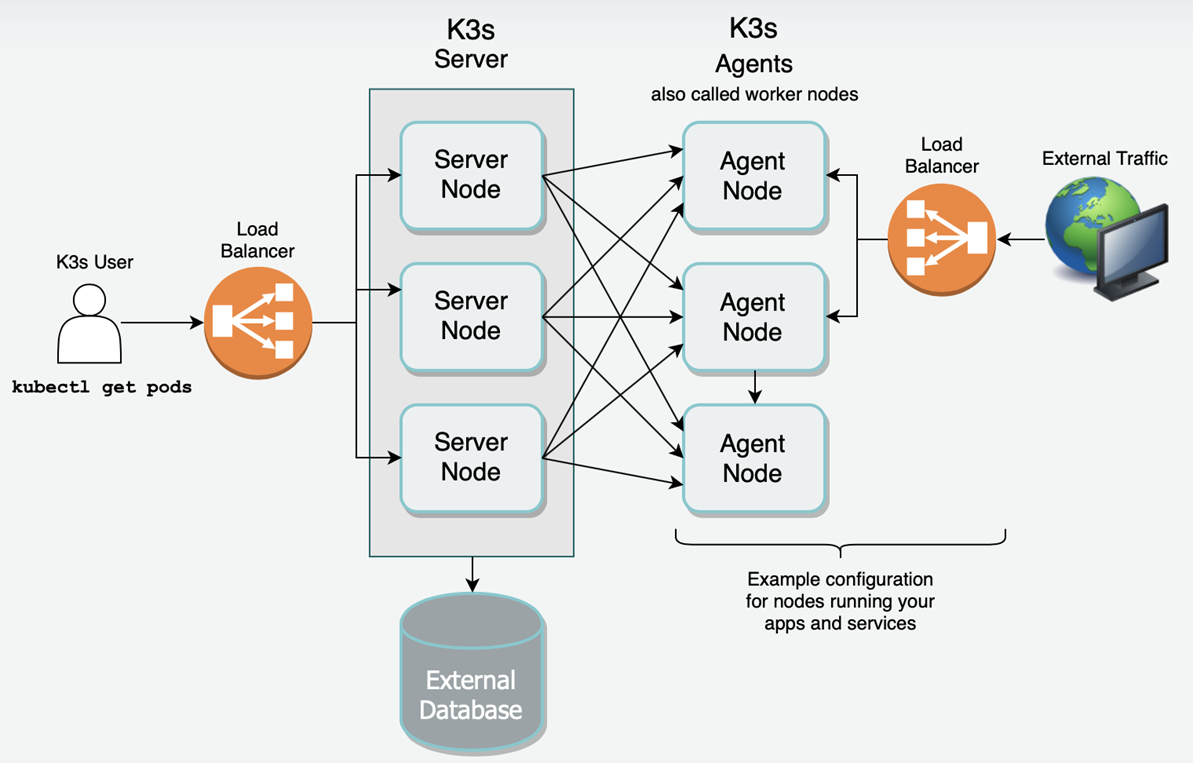 K3s
Server
K3s
Agents
also called worker nodes
K3s User
kubectl get pods
Load
Balancer
Server
Node
Server
Node
Server
Node
Agent
Node
Agent
Node
Agent
Node
Load
Balancer
External Traffic
Example configuration
for nodes running your
apps and services
External
Database